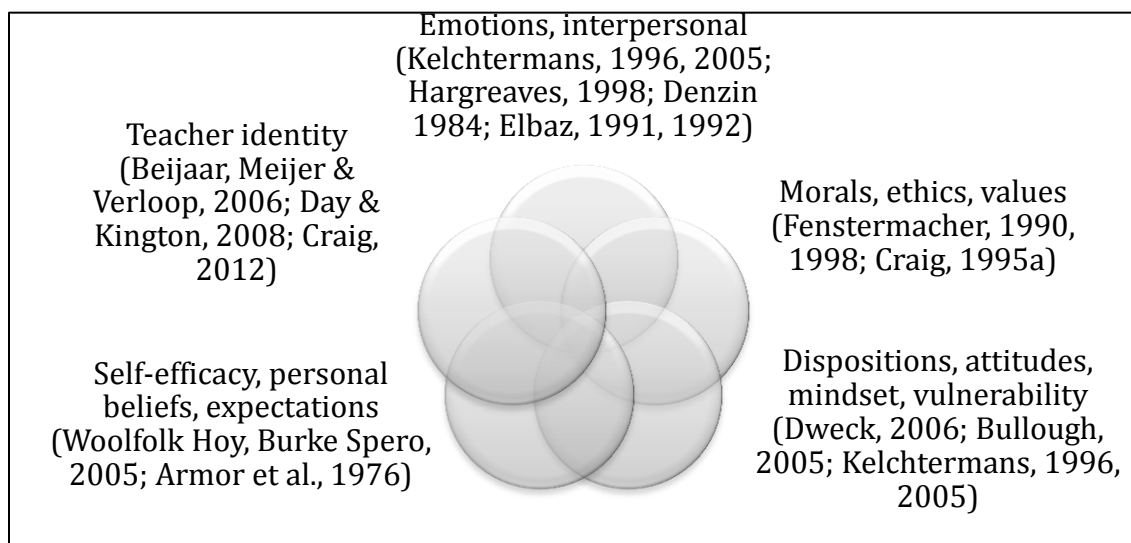 Emotions, interpersonal
(Kelchtermans, 1996, 2005;
Hargreaves, 1998; Denzin
1984; Elbaz, 1991, 1992)
Teacher identity
(Beijaar, Meijer &
Verloop, 2006; Day &
Kington, 2008; Craig,
2012)
Morals, ethics, values
(Fenstermacher, 1990,
1998; Craig, 1995a)
Self-efficacy, personal
beliefs, expectations
(Woolfolk Hoy, Burke Spero,
2005; Armor et al., 1976)
Dispositions, attitudes,
mindset, vulnerability
(Dweck, 2006; Bullough,
2005; Kelchtermans, 1996,
2005)